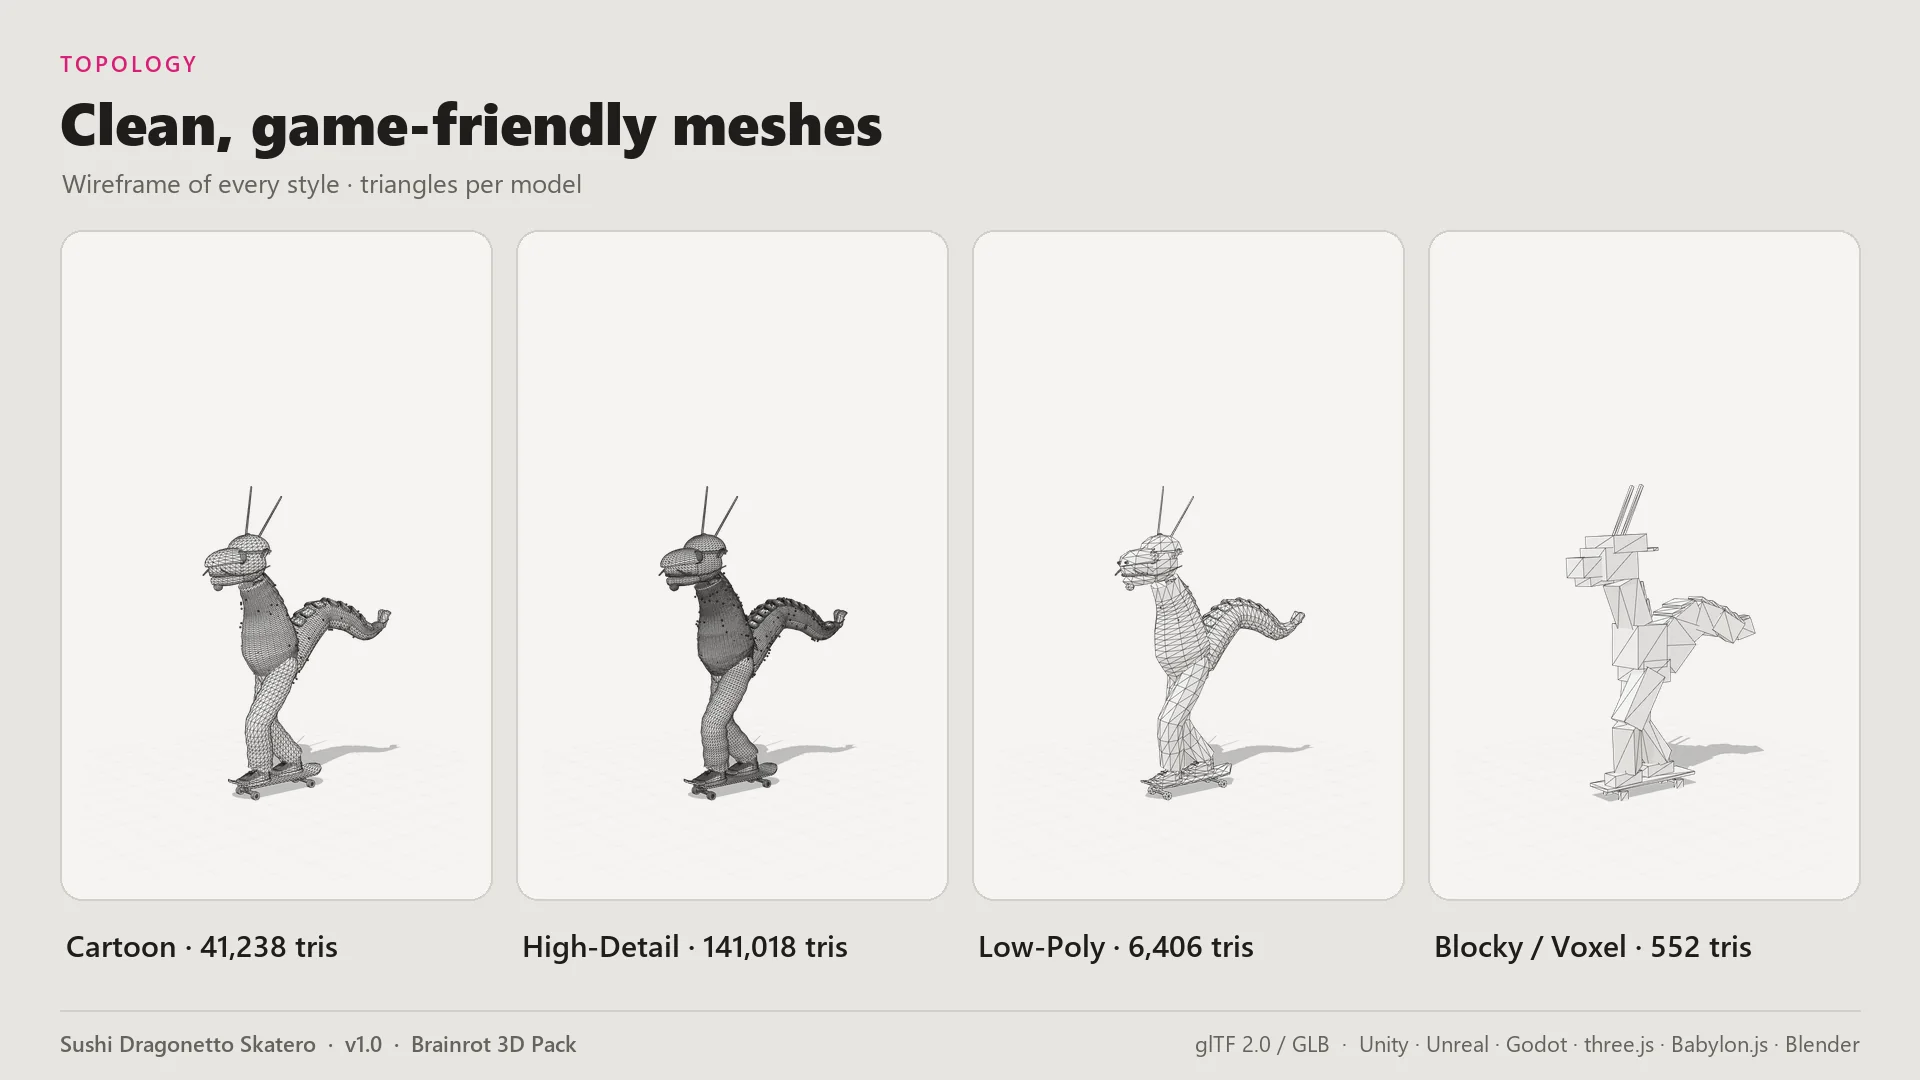 TOPOLOGY
Clean, game-friendly meshes
Wireframe of every style · triangles per model
Cartoon · 41,238 tris
High-Detail · 141,018 tris
Low-Poly · 6,406 tris
Blocky / Voxel · 552 tris
Sushi Dragonetto Skatero · v1.0 · Brainrot 3D Pack
glTF 2.0 / GLB · Unity · Unreal · Godot · three.js · Babylon.js · Blender